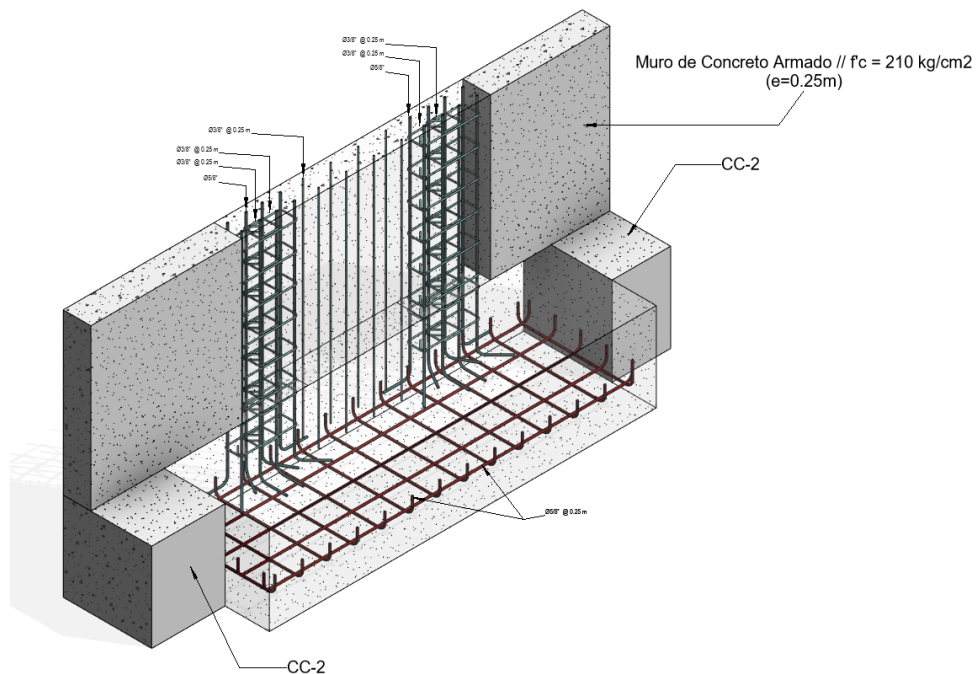 Ø3/8" @ 0.25 m
Ø3/8" @ 0.25 m
Ø5/8"
Muro de Concreto Armado // f'c = 210 kg/cm2
(e=0.25m)
Ø3/8" @ 0.25 m
Ø3/8" @ 0.25 m
Ø3/8" @ 0.25 m
Ø5/8"
CC-2
Ø5/8" @ 0.25 m
CC-2